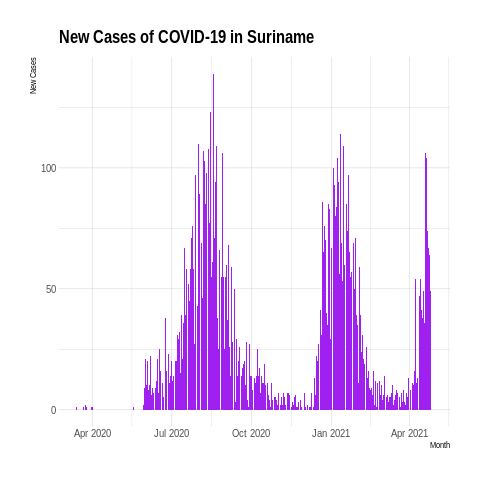 New Cases of COVID-19 in Suriname
New Cases
100
50
0
Apr 2020 Jul 2020 Oct 2020 Jan 2021 Apr 2021
Month